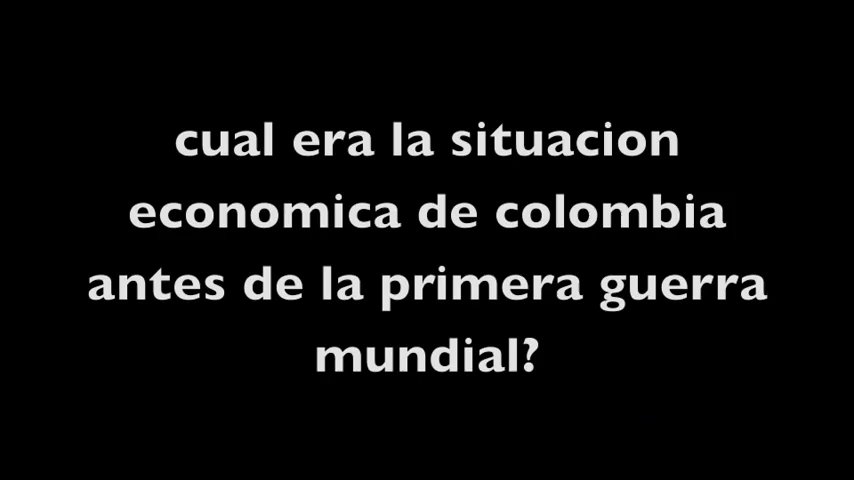 cual era la situacion
economica de colombia
antes de la primera guerra
mundial?